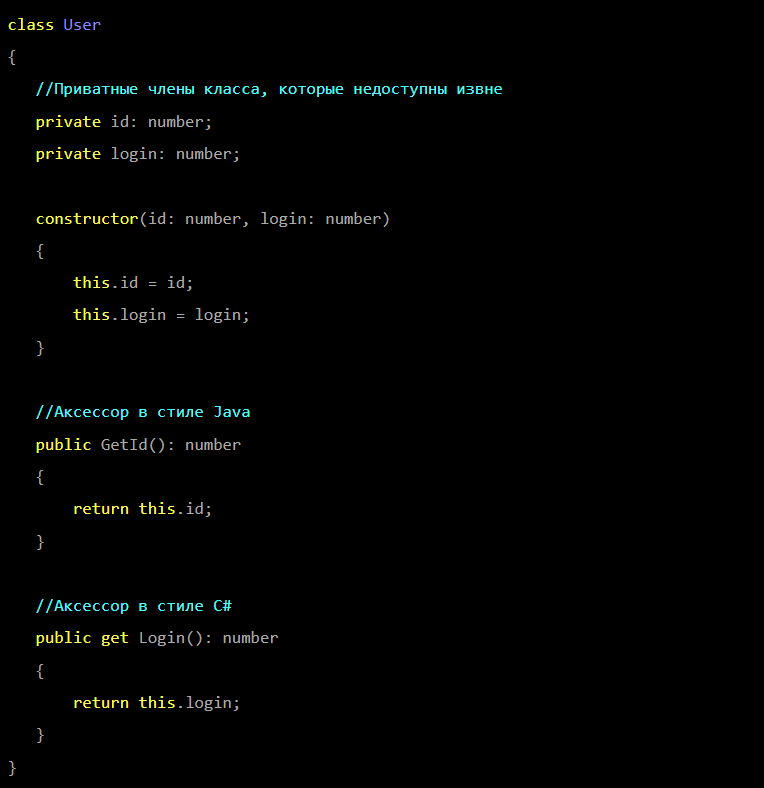 class User
{
//Приватные члены класса, которые недоступны извне
private id: number;
private login: number;
constructor(id: number, login: number)
{
this.id = id;
this.login = login;
}
//Аксессор в стиле Java
public GetId(): number
{
return this.id;
}
//Аксессор в стиле C#
public get Login(): number
{
return this.login;
}
}